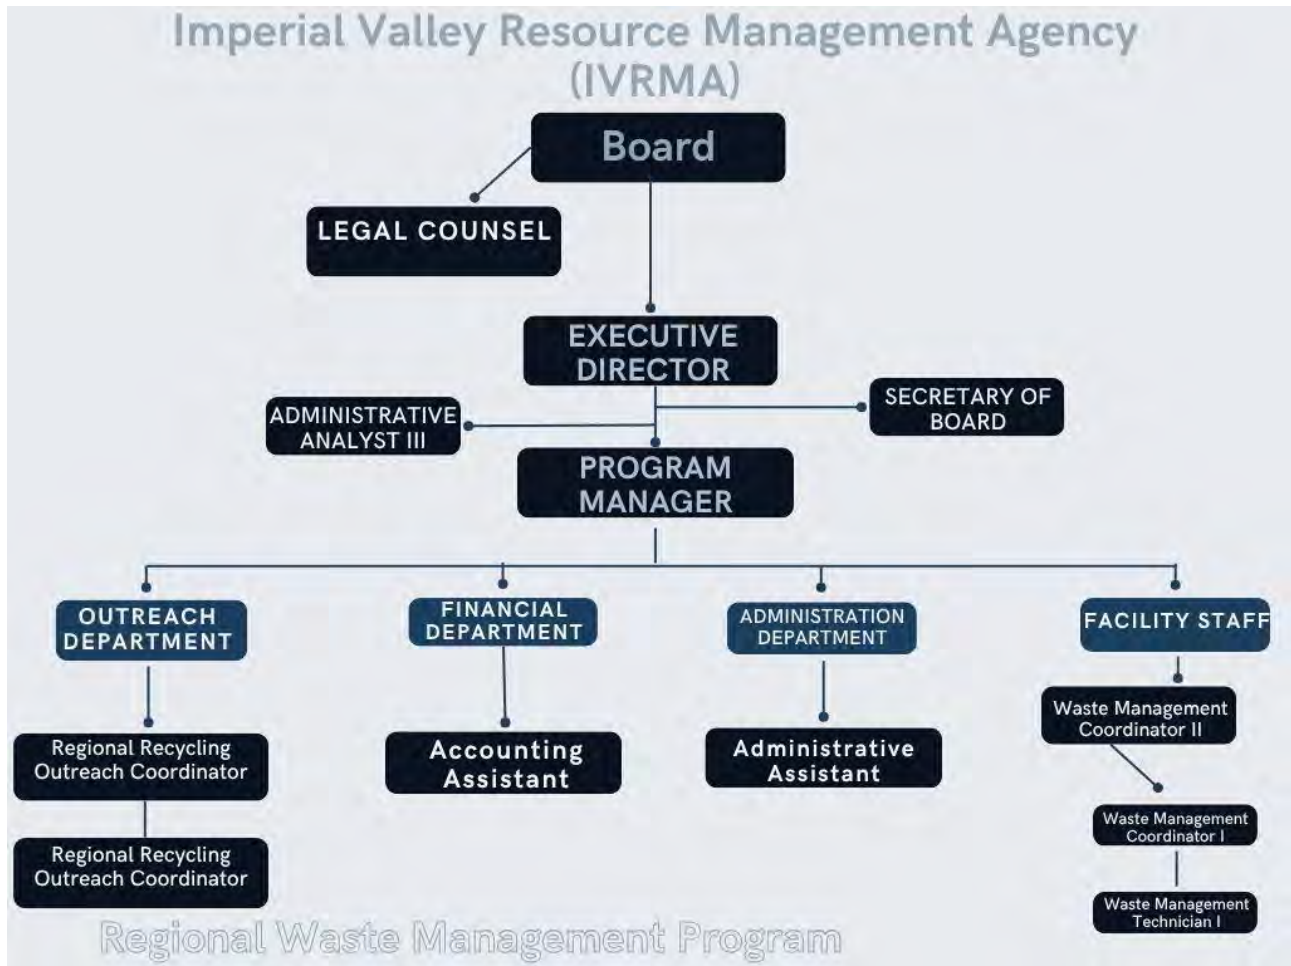 Imperial Valley Resource Management Agency
(IVRMA)
Board
LEGAL COUNSEL
EXECUTIVE
DIRECTOR
ADMINISTRATIVE
ANALYST III
SECRETARY OF
BOARD
PROGRAM
MANAGER
OUTREACH
DEPARTMENT
FINANCIAL
DEPARTMENT
ADMINISTRATION
DEPARTMENT
FACILITY STAFF
Regional Recycling
Outreach Coordinator
Accounting
Assistant
Administrative
Assistant
Waste Management
Coordinator II
Waste Management
Coordinator I
Regional Recycling
Outreach Coordinator
Waste Management
Technician I
Regional Waste Management Program